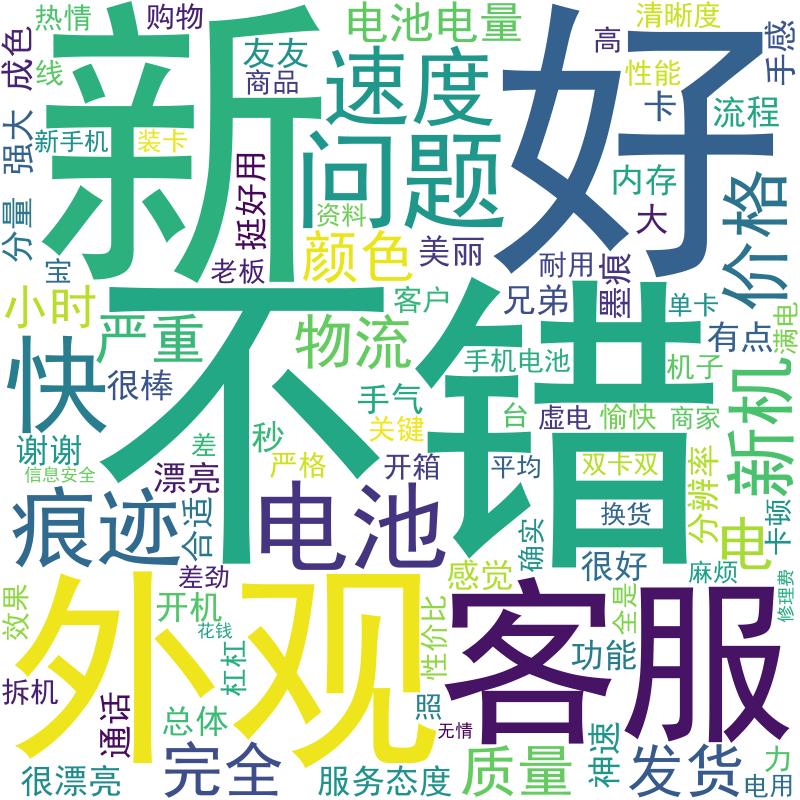 热情
购物
电池电量
清晰度
高
手感
成色
线
新
友友
商品
速度
好
性能
卡
流程
强大
新手机
装卡
挺好用
问题
内存
大
价格
分量
资料
宝
老板
颜色
美丽
耐用
墨痕
小时
严重
物流
客户
兄弟
单卡
满电
不错
有点
快
很棒
手机电池
机子
手气
台
虚电
愉快
商家
新机
谢谢
差
秒
关键
信息安全
漂亮
严格
开箱
平均
双卡双
分辨率
痕迹
合适
电池
换货
电
卡顿
确实
很好
麻烦
差劲
外观
感觉
修理费
效果
开机
客服
全是
花钱
杠杠
性价比
功能
拆机
通话
总体
照
无情
很漂亮
完全
服务态度
质量
神速
发货
力
电用